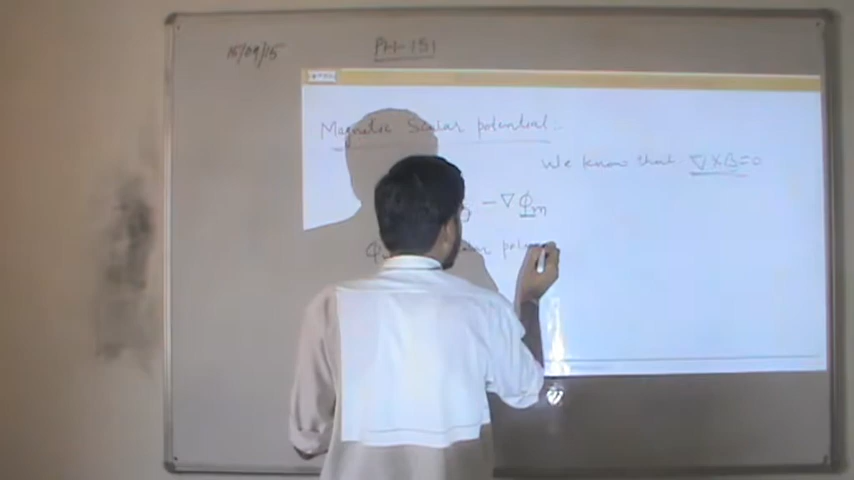 15/09/15 PH-151
Magnetic Scalar potential
We know that ∇×B=0
-∇ϕm